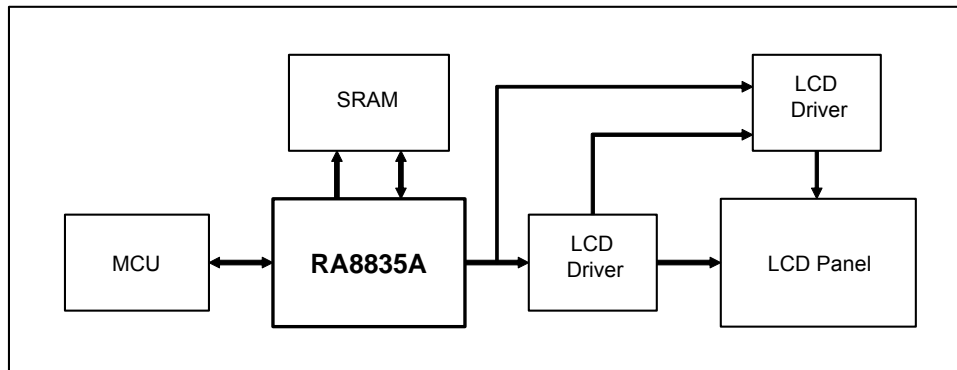 SRAM
LCD
Driver
MCU
RA8835A
LCD
Driver
LCD Panel